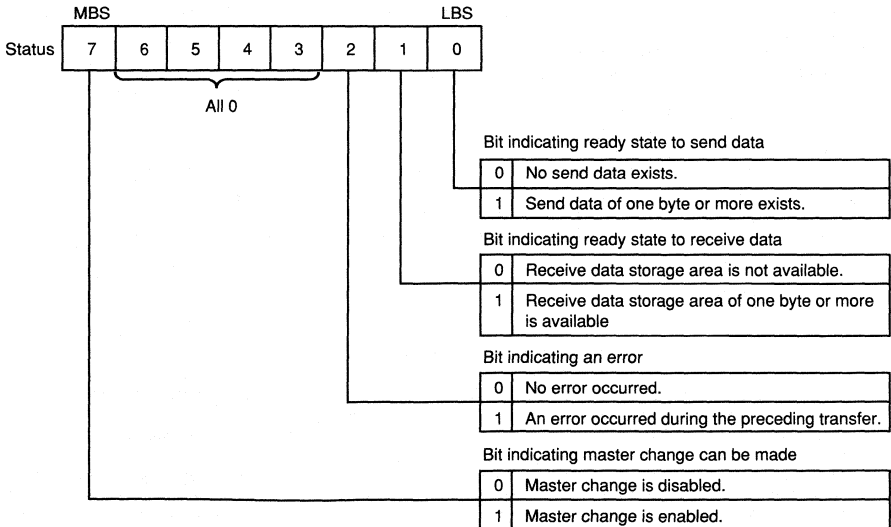 MBS LBS
Status 7 6 5 4 3 2 1 0
All 0
Bit indicating ready state to send data
0 No send data exists.
1 Send data of one byte or more exists.
Bit indicating ready state to receive data
0 Receive data storage area is not available.
1 Receive data storage area of one byte or more
is available
Bit indicating an error
0 No error occurred.
1 An error occurred during the preceding transfer.
Bit indicating master change can be made
0 Master change is disabled.
1 Master change is enabled.